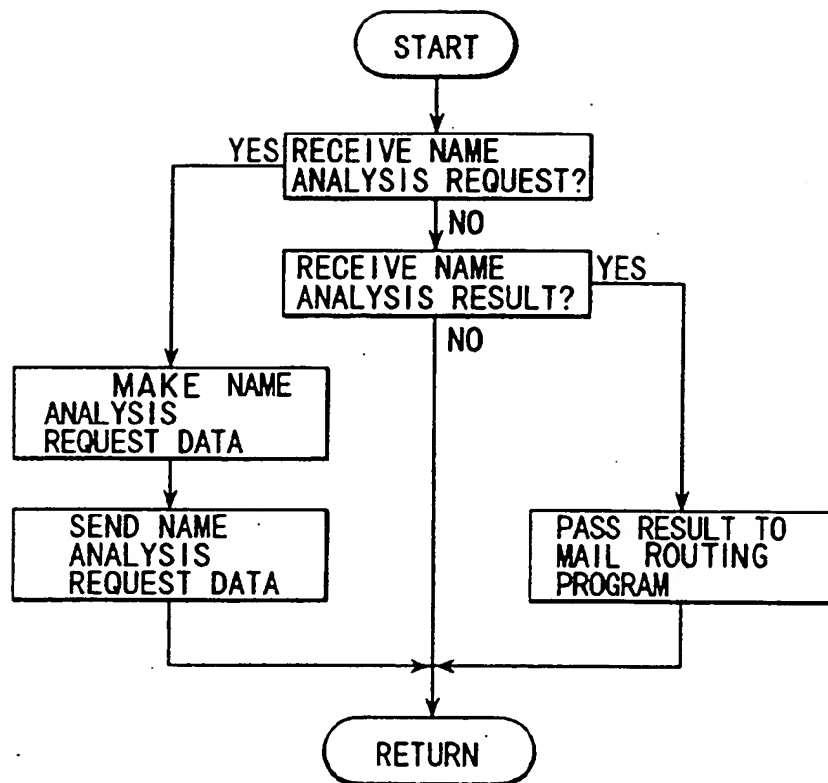 START
YES
RECEIVE NAME
ANALYSIS REQUEST?
NO
RECEIVE NAME
ANALYSIS RESULT?
YES
NO
MAKE NAME
ANALYSIS
REQUEST DATA
SEND NAME
ANALYSIS
REQUEST DATA
PASS RESULT TO
MAIL ROUTING
PROGRAM
RETURN